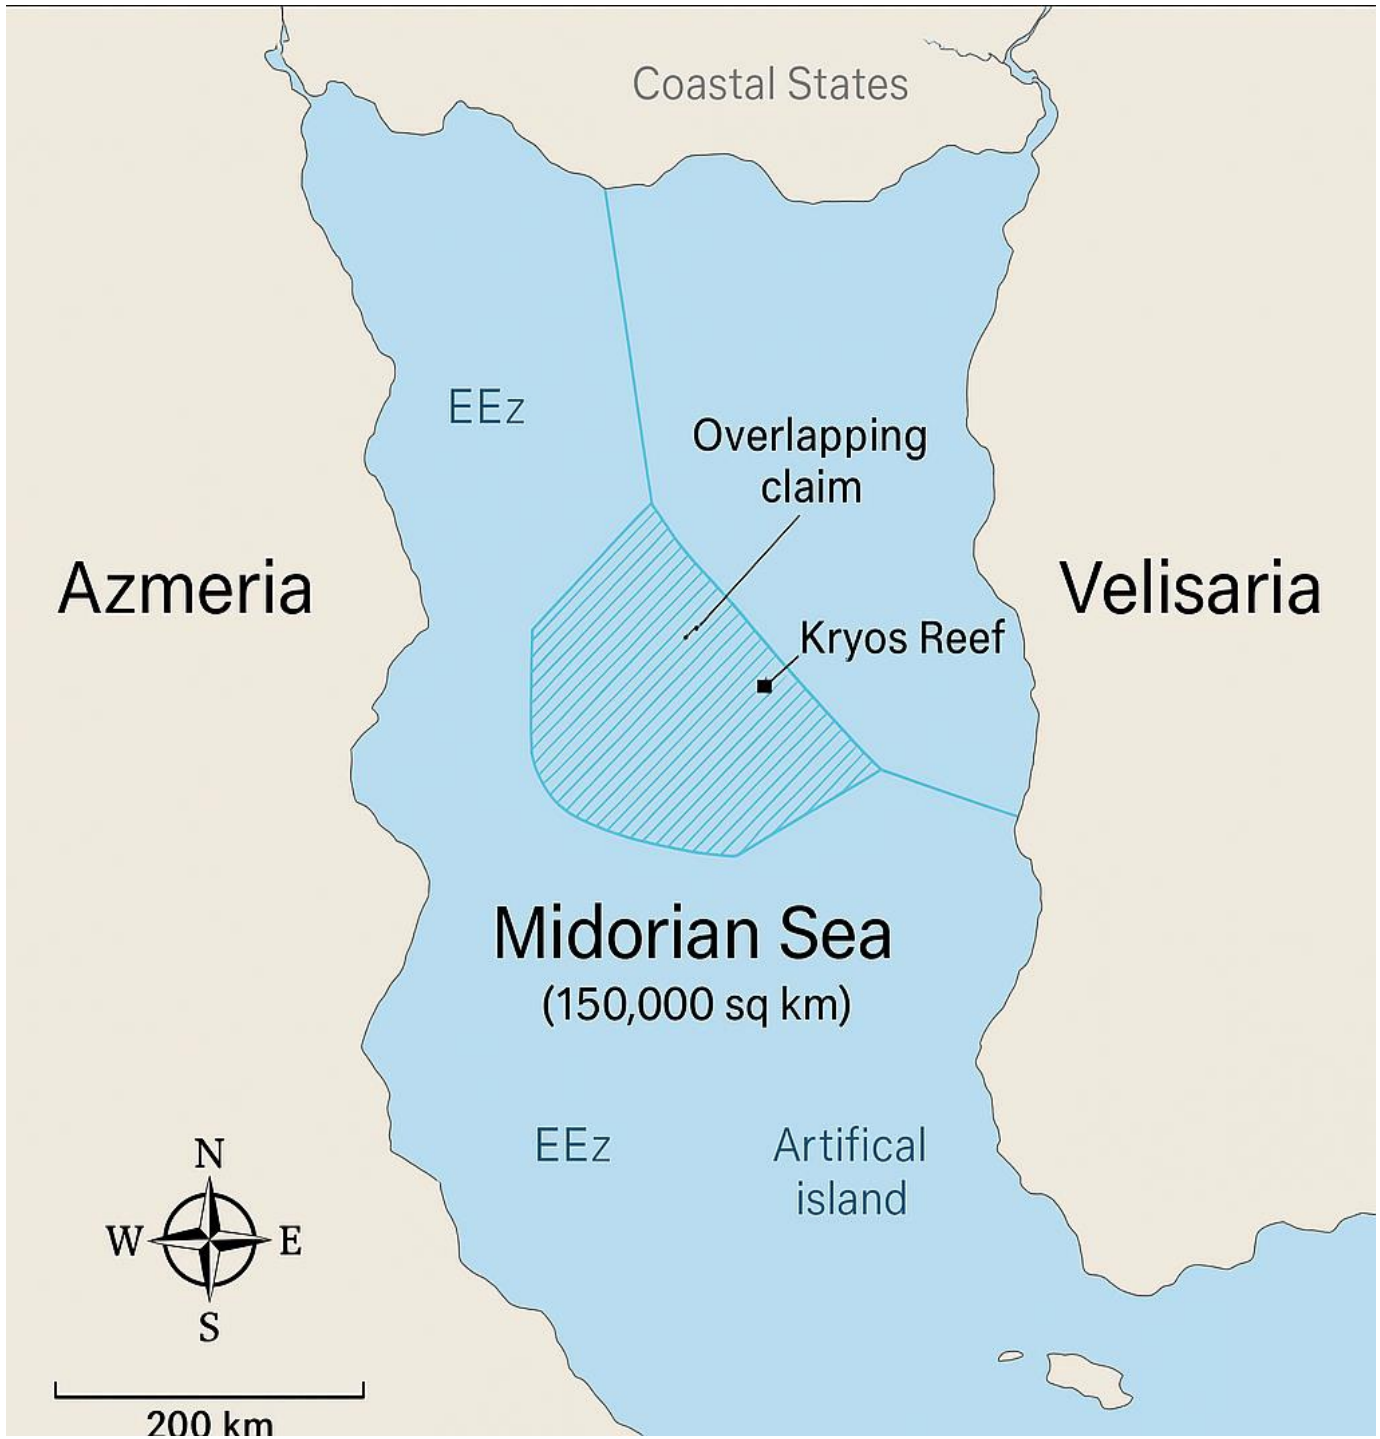 Coastal States
EEz
Overlapping
claim
Azmeria
Velisaria
Kryos Reef
Midorian Sea
(150,000 sq km)
EEz
Artifical
island
N
W
E
S
200 km